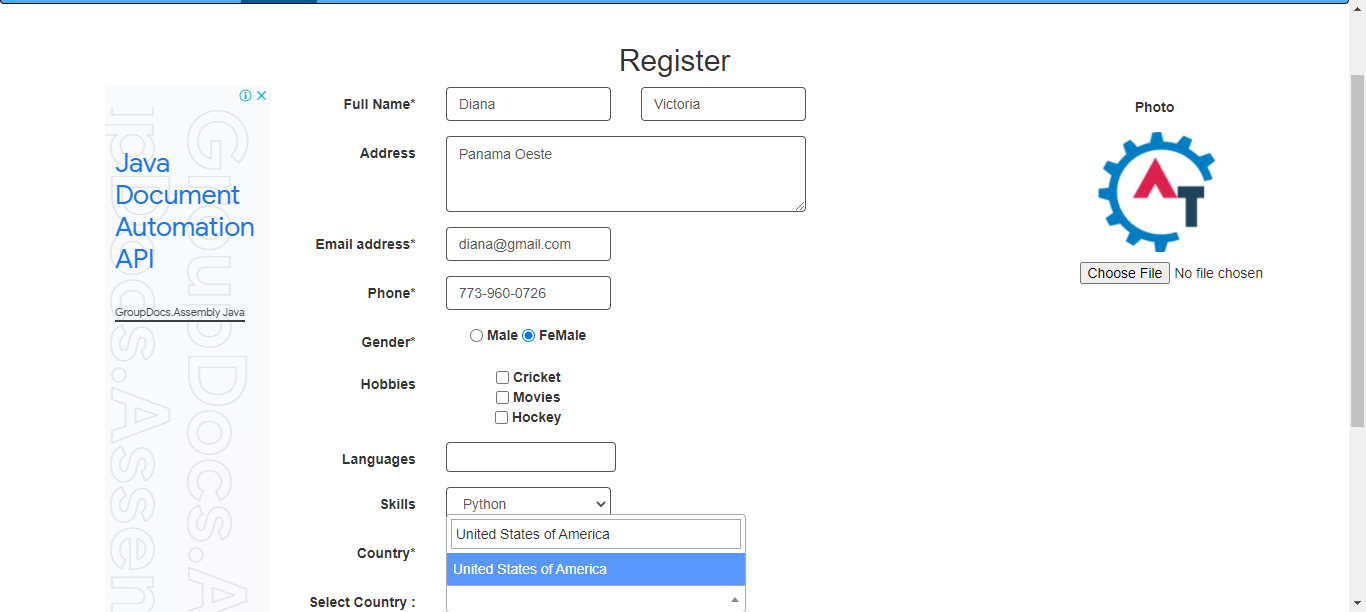 Register
Full Name*
Diana
Victoria
Photo
Address
Panama Oeste
AT
Java
Document
Automation
API
Email address*
diana@gmail.com
Choose File No file chosen
Phone*
773-960-0726
GroupDocs.Assembly Java
Gender*
Male FeMale
Hobbies
Cricket
Movies
Hockey
Languages
Skills
Python
United States of America
Country*
United States of America
Select Country :